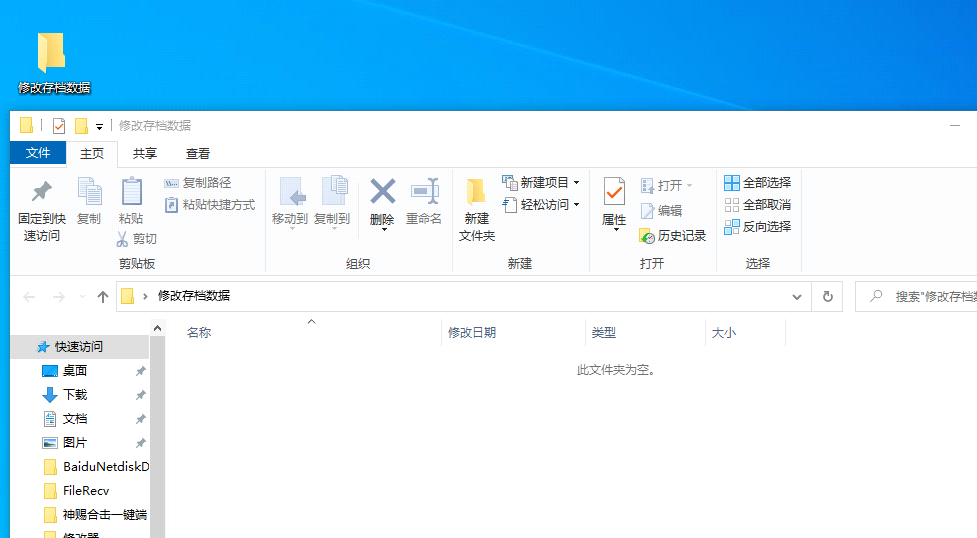 修改存档数据
修改存档数据
文件 主页 共享 查看
固定到快速访问
复制
粘贴
复制路径
粘贴快捷方式
剪切
剪贴板
移动到
复制到
删除
重命名
组织
新建文件夹
新建项目
轻松访问
新建
属性
打开
编辑
历史记录
打开
全部选择
全部取消
反向选择
选择
修改存档数据
搜索"修改存档数
名称 修改日期 类型 大小
此文件夹为空。
快速访问
桌面
下载
文档
图片
BaiduNetdiskD
FileRecv
神赐合击一键端
修改器